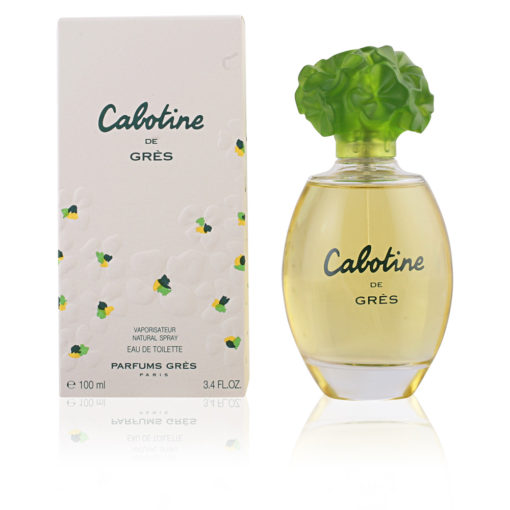 Cabotine
DE
GRÈS
VAPORISATEUR
NATURAL SPRAY
EAU DE TOILETTE
PARFUMS GRÈS
PARIS
e 100 ml 3.4 FL.OZ.
Cabotine
DE
GRÈS